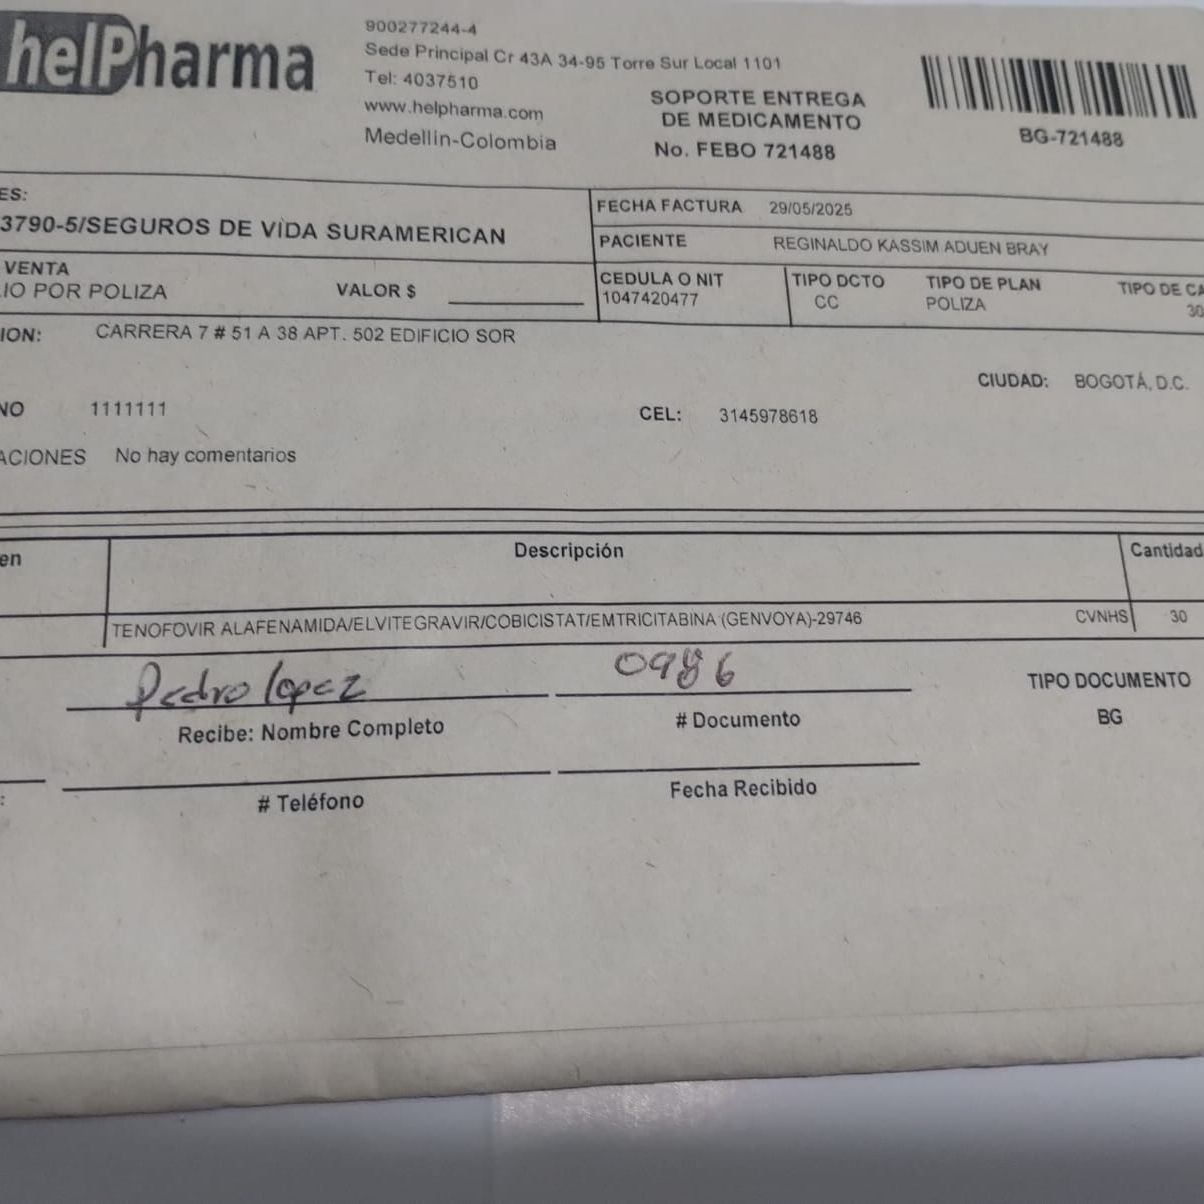 helPharma
900277244-4
Sede Principal Cr 43A 34-95 Torre Sur Local 1101
Tel: 4037510
www.helpharma.com
Medellin-Colombia
SOPORTE ENTREGA
DE MEDICAMENTO
No. FEBO 721488
BG-721488
ES:
3790-5/SEGUROS DE VIDA SURAMERICAN
FECHA FACTURA 29/05/2025
PACIENTE REGINALDO KASSIM ADUEN BRAY
VENTA
IO POR POLIZA VALOR $
CEDULA O NIT TIPO DCTO TIPO DE PLAN TIPO DE CA
1047420477 CC POLIZA 30
ION: CARRERA 7 # 51 A 38 APT. 502 EDIFICIO SOR
CIUDAD: BOGOTÁ, D.C.
NO 1111111 CEL: 3145978618
ACIONES No hay comentarios
en Descripción Cantidad
TENOFOVIR ALAFENAMIDA/ELVITEGRAVIR/COBICISTAT/EMTRICITABINA (GENVOYA)-29746 CVNHS 30
Pedro lopez 0986
Recibe: Nombre Completo # Documento TIPO DOCUMENTO
BG
: # Teléfono Fecha Recibido